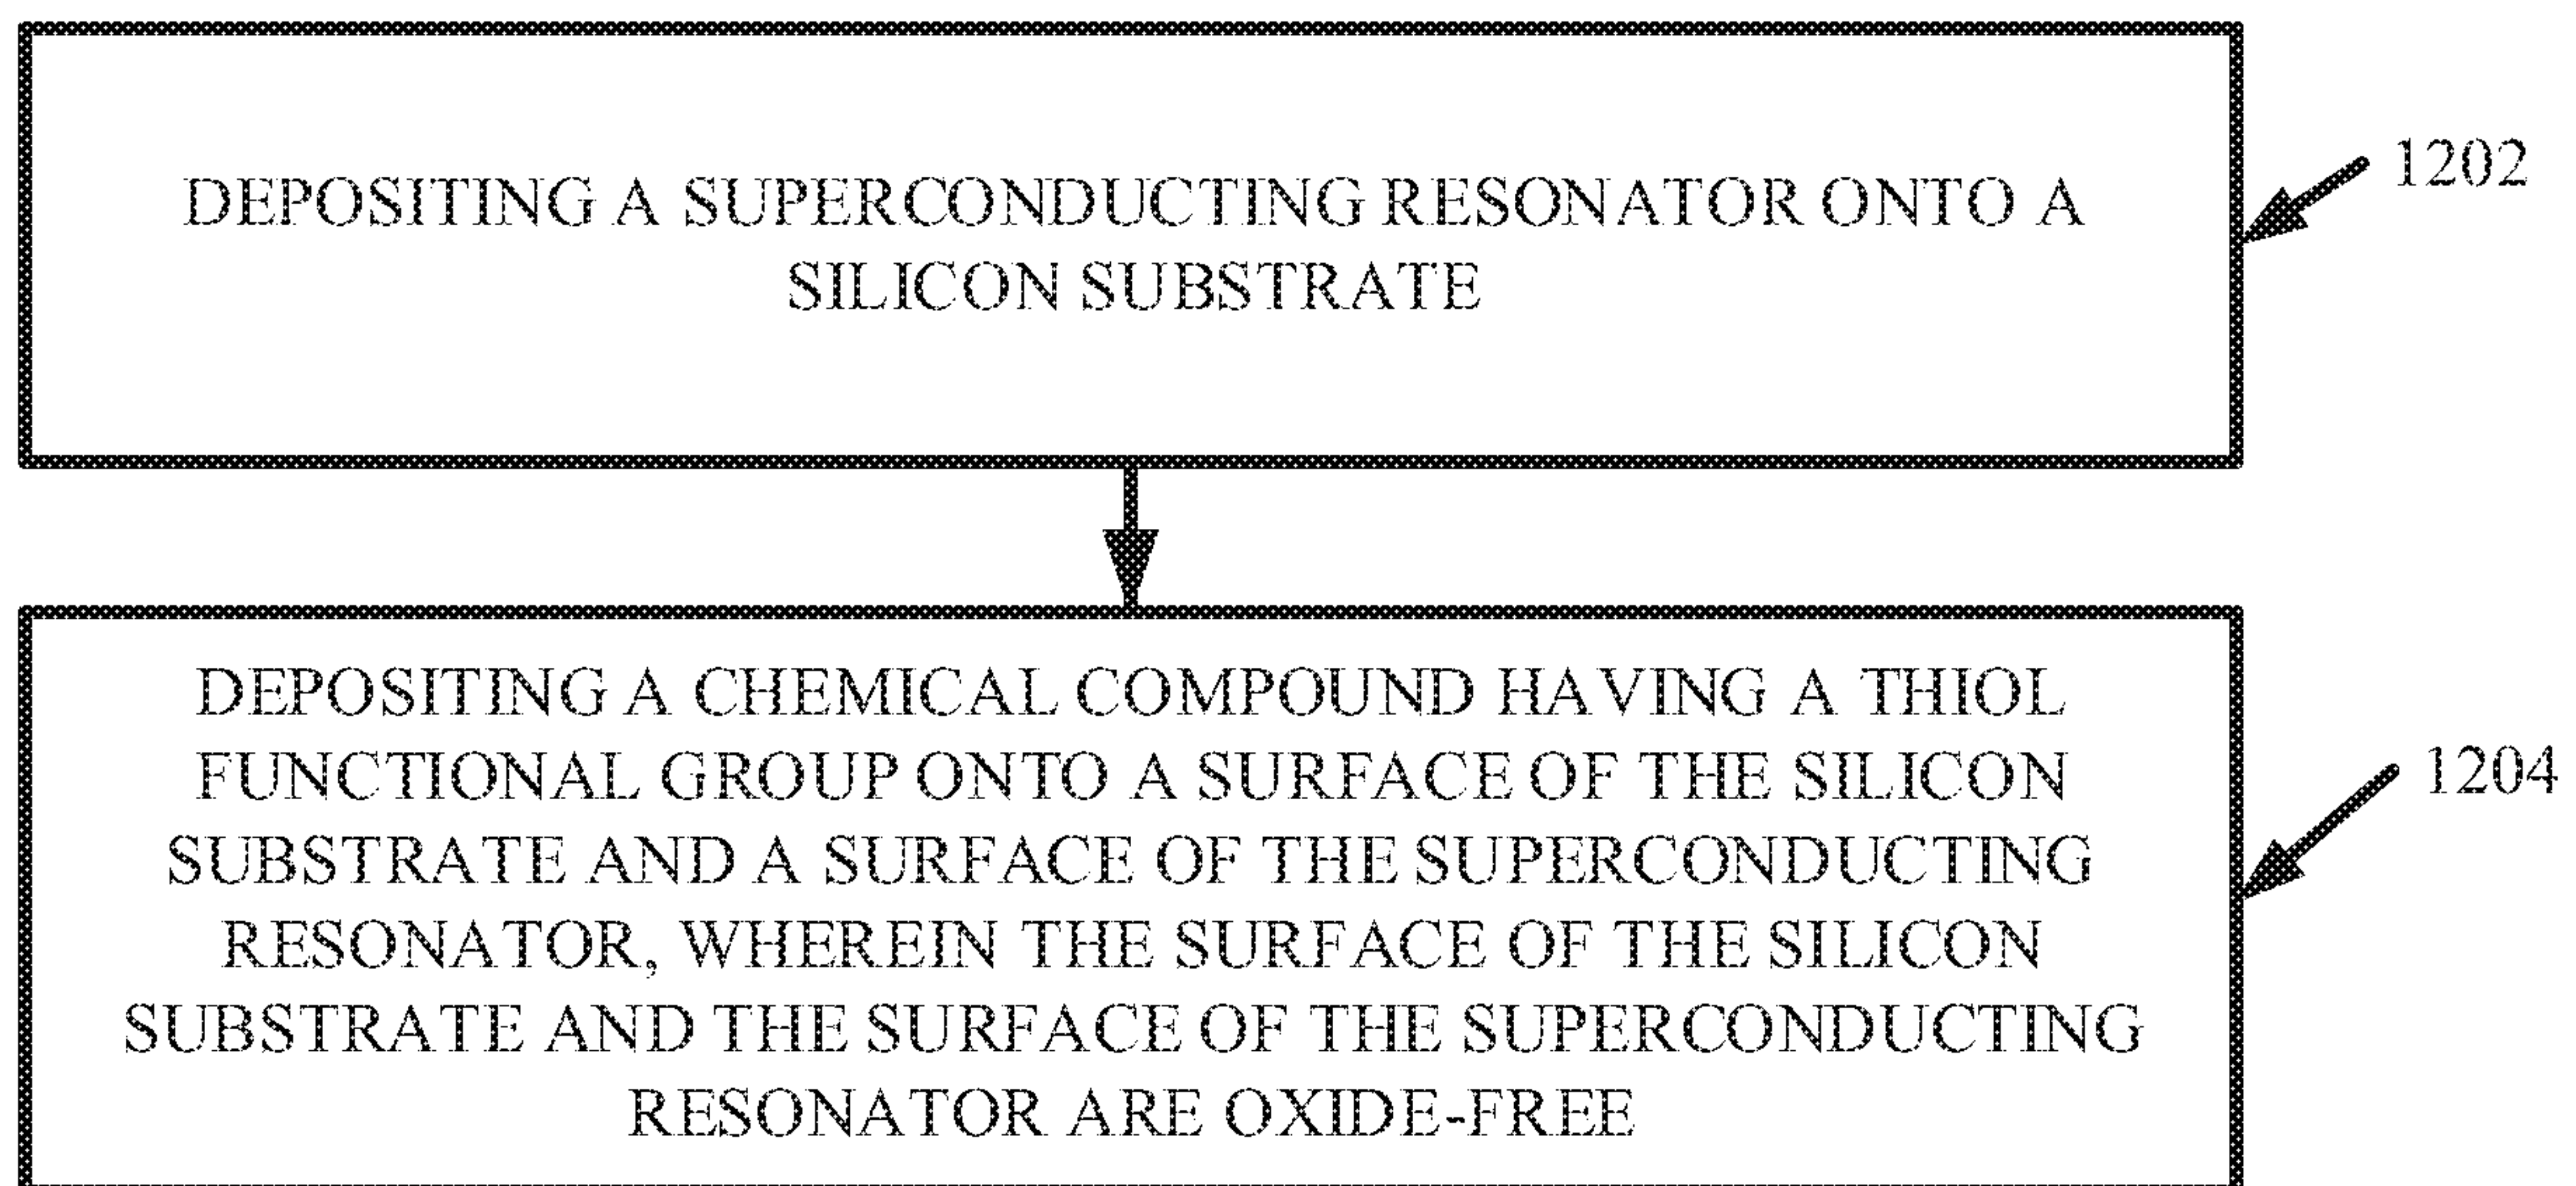 DEPOSITING A SUPERCONDUCTING RESONATOR ONTO A
SILICON SUBSTRATE
1202
DEPOSITING A CHEMICAL COMPOUND HAVING A THIOL
FUNCTIONAL GROUP ONTO A SURFACE OF THE SILICON
SUBSTRATE AND A SURFACE OF THE SUPERCONDUCTING
RESONATOR, WHEREIN THE SURFACE OF THE SILICON
SUBSTRATE AND THE SURFACE OF THE SUPERCONDUCTING
RESONATOR ARE OXIDE-FREE
1204